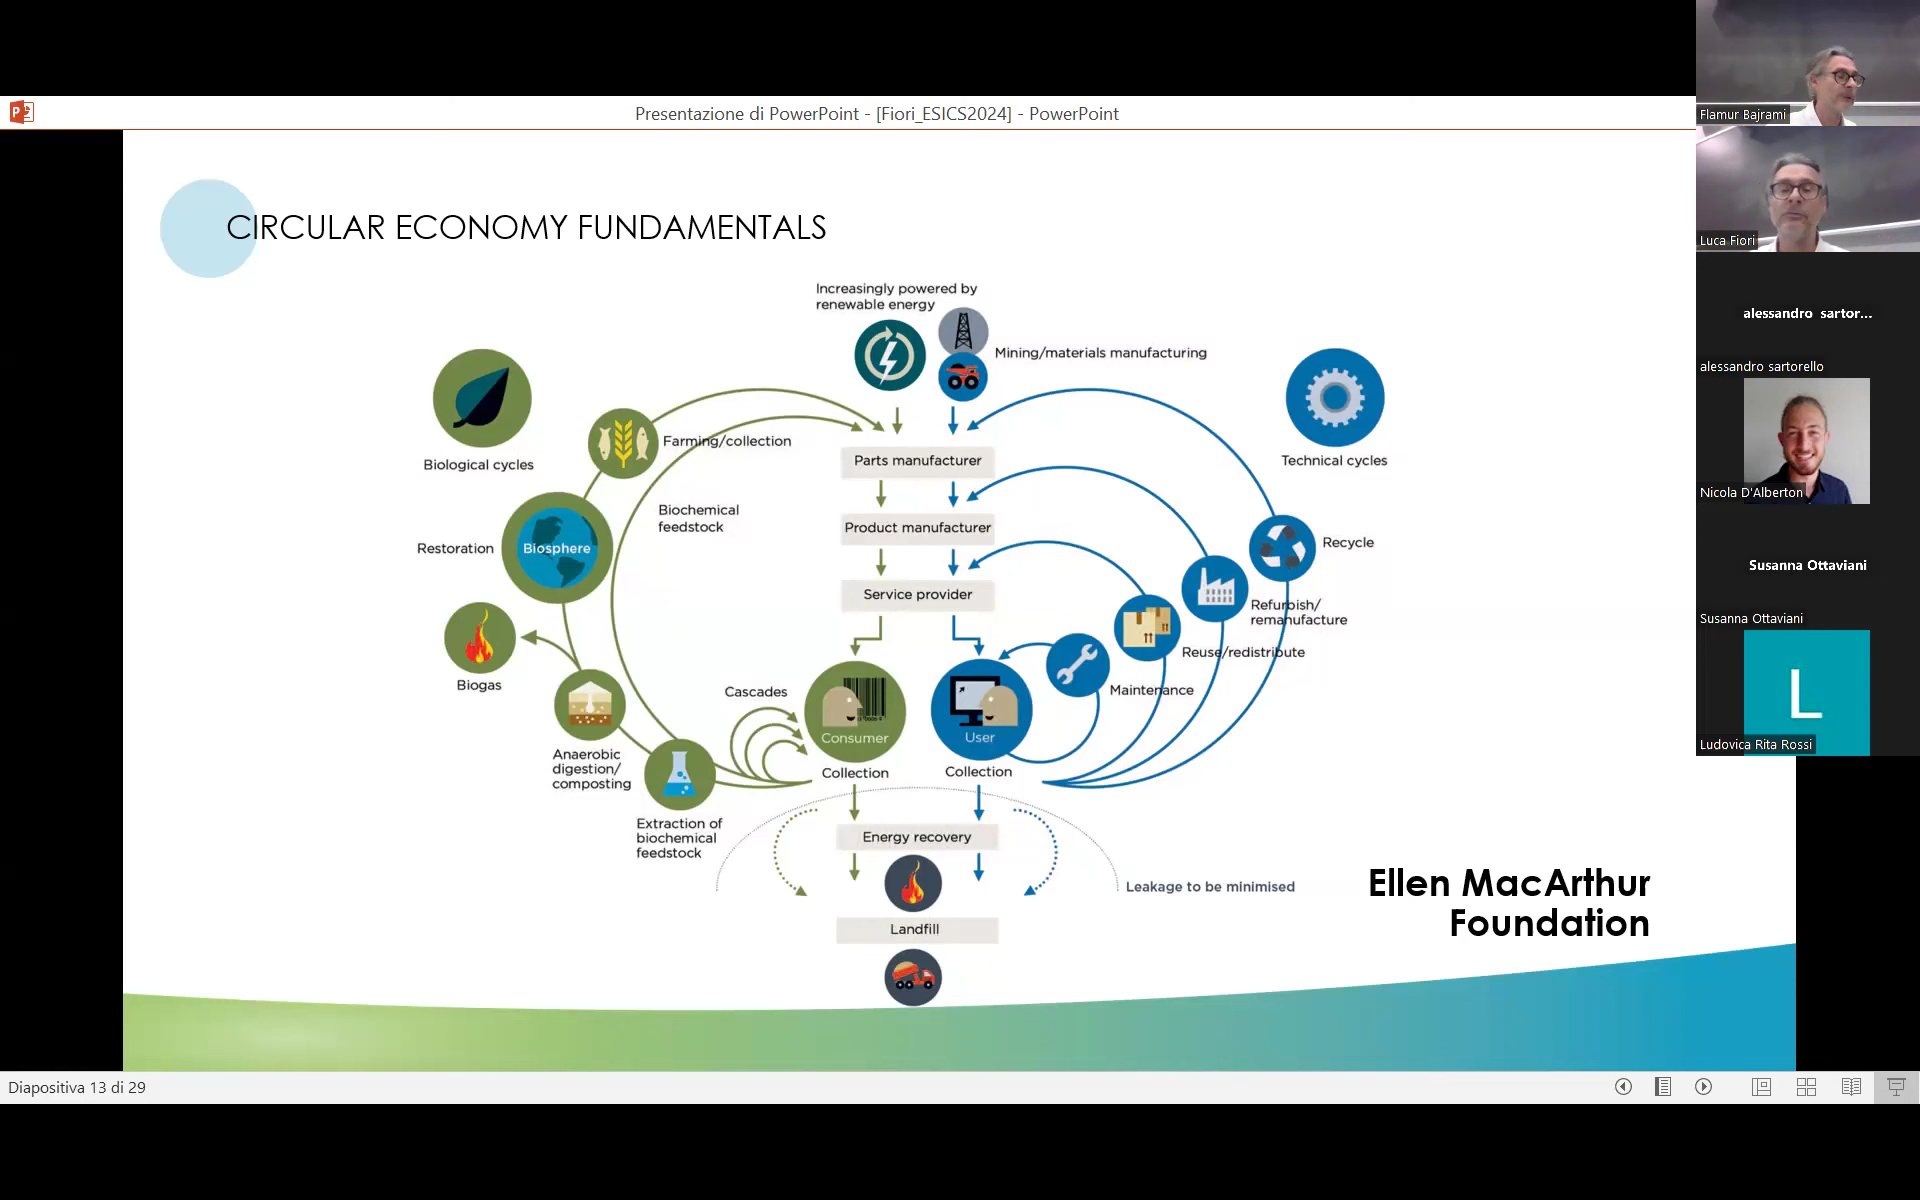 Presentazione di PowerPoint - [Fiori_ESICS2024] - PowerPoint
CIRCULAR ECONOMY FUNDAMENTALS
Increasingly powered by
renewable energy
Mining/materials manufacturing
Biological cycles
Farming/collection
Technical cycles
Parts manufacturer
Biochemical
feedstock
Product manufacturer
Restoration
Biosphere
Recycle
Service provider
Refurbish/
remanufacture
Reuse/redistribute
Biogas
Cascades
Maintenance
Consumer
User
Anaerobic
digestion/
composting
Collection
Collection
Extraction of
biochemical
feedstock
Energy recovery
Leakage to be minimised
Landfill
Ellen MacArthur
Foundation
Diapositiva 13 di 29
Flamur Bajrami
Luca Fiori
alessandro sartor...
alessandro sartorello
Nicola D'Alberton
Susanna Ottaviani
Susanna Ottaviani
L
Ludovica Rita Rossi